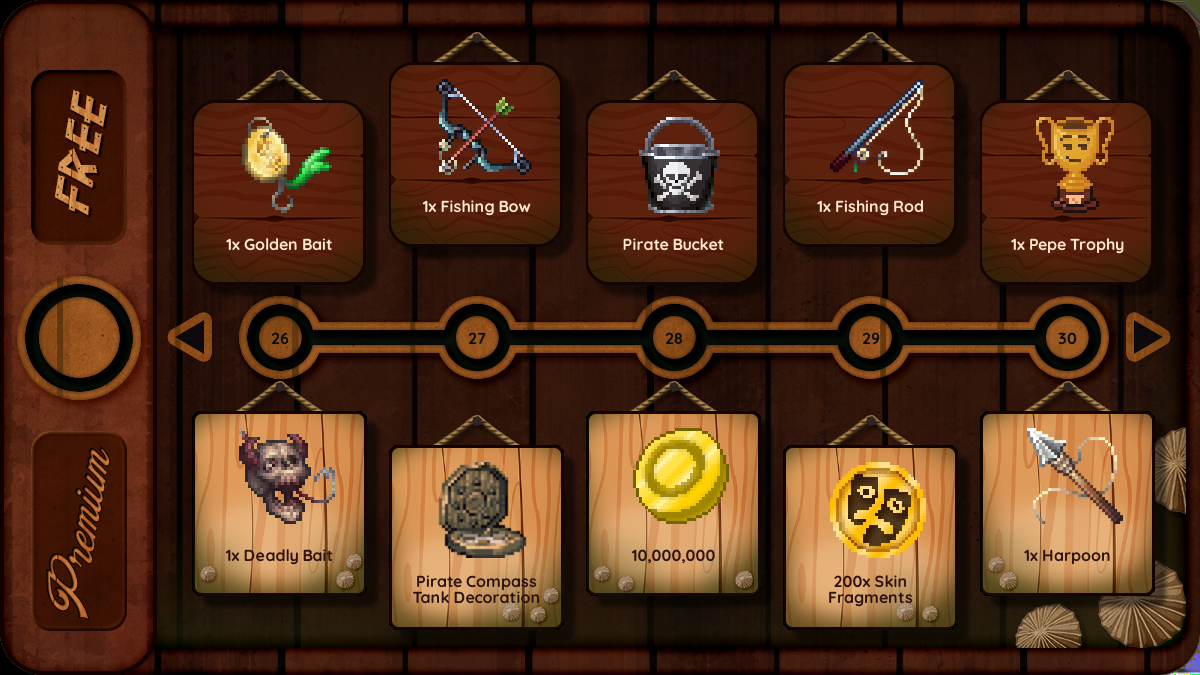 FREE
1x Golden Bait
1x Fishing Bow
Pirate Bucket
1x Fishing Rod
1x Pepe Trophy
26
27
28
29
30
Premium
1x Deadly Bait
Pirate Compass
Tank Decoration
10,000,000
200x Skin
Fragments
1x Harpoon